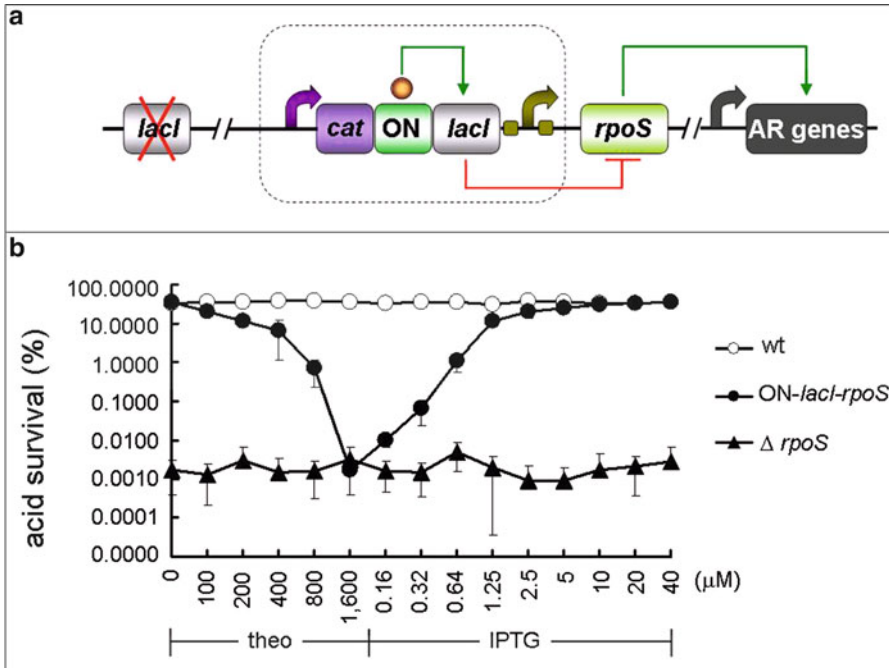 a
lacI // cat ON lacI rpoS // AR genes
b
acid survival (%)
100.0000
10.0000
1.0000
0.1000
0.0100
0.0010
0.0001
0.0000
0 100 200 400 800 1,600 0.16 0.32 0.64 1.25 2.5 5 10 20 40 (μM)
theo IPTG
wt
ON-lacI-rpoS
Δ rpoS